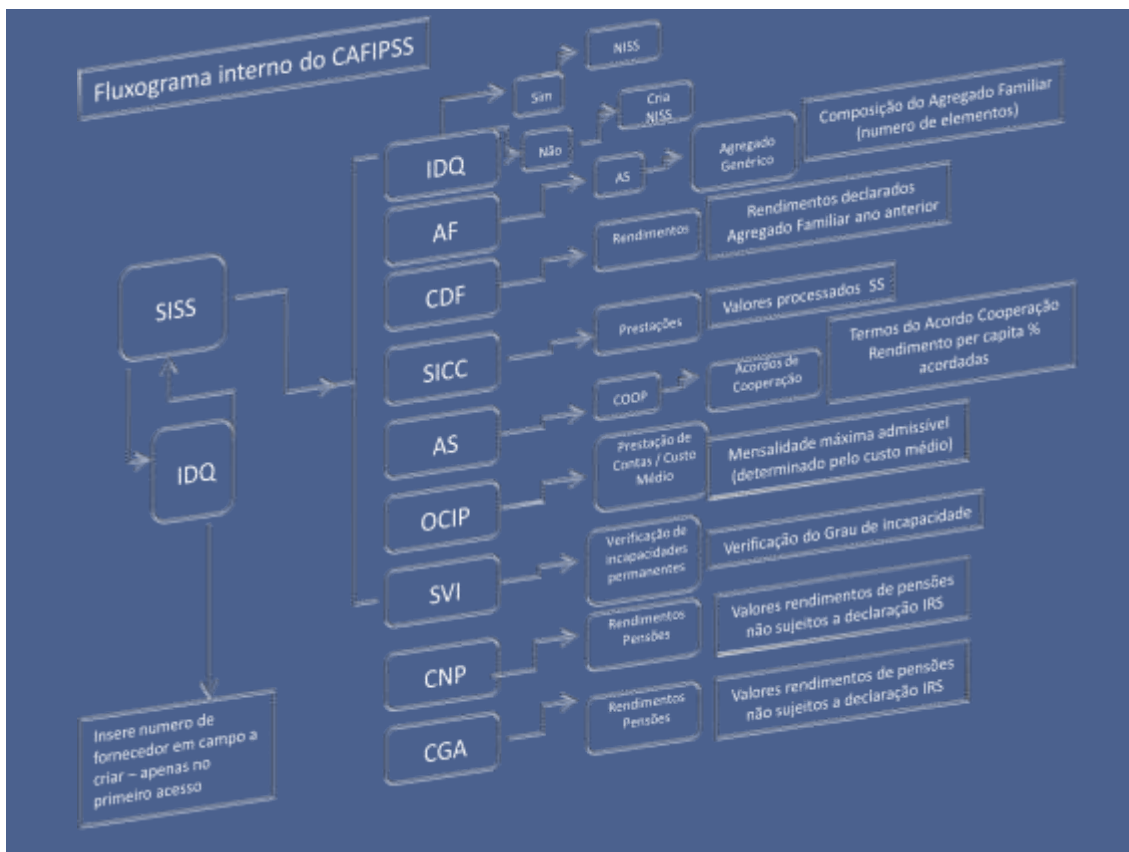 Fluxograma interno do CAFIPSS
NISS
Sim
Cria
NISS
Não
IDQ
AS
Agregado
Genérico
Composição do Agregado Familiar
(numero de elementos)
AF
Rendimentos
Rendimentos declarados
Agregado Familiar ano anterior
SISS
CDF
Prestações
Valores processados SS
SICC
COOP
Acordos de
Cooperação
Termos do Acordo Cooperação
Rendimento per capita %
acordadas
IDQ
AS
Prestação de
Contas / Custo
Médio
Mensalidade máxima admissível
(determinado pelo custo médio)
OCIP
Verificação de
incapacidades
permanentes
Verificação do Grau de incapacidade
SVI
Rendimentos
Pensões
Valores rendimentos de pensões
não sujeitos a declaração IRS
CNP
Rendimentos
Pensões
Valores rendimentos de pensões
não sujeitos a declaração IRS
CGA
Insere numero de
fornecedor em campo a
criar – apenas no
primeiro acesso